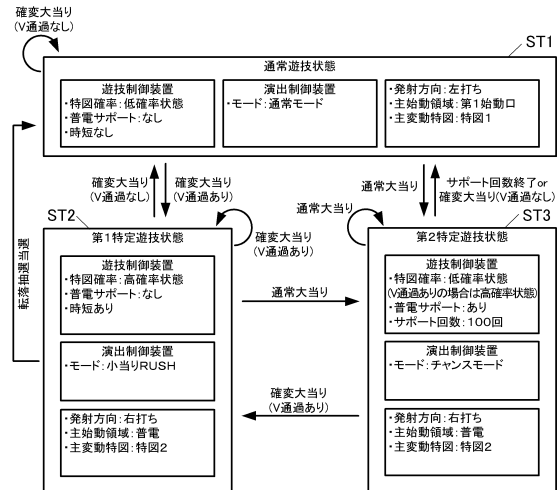 確変大当り
(V通過なし)
ST1
通常遊技状態
遊技制御装置
・特図確率:低確率状態
・普電サポート:なし
・時短なし
演出制御装置
・モード:通常モード
・発射方向:左打ち
・主始動領域:第1始動口
・主変動特図:特図1
確変大当り
(V通過なし)
確変大当り
(V通過あり)
通常大当り
サポート回数終了or
確変大当り(V通過なし)
転落抽選当選
ST2
第1特定遊技状態
遊技制御装置
・特図確率:高確率状態
・普電サポート:なし
・時短あり
演出制御装置
・モード:小当りRUSH
・発射方向:右打ち
・主始動領域:普電
・主変動特図:特図2
確変大当り
(V通過あり)
通常大当り
通常大当り
確変大当り
(V通過あり)
ST3
第2特定遊技状態
遊技制御装置
・特図確率:低確率状態
(V通過ありの場合は高確率状態)
・普電サポート:あり
・サポート回数:100回
演出制御装置
・モード:チャンスモード
・発射方向:右打ち
・主始動領域:普電
・主変動特図:特図2